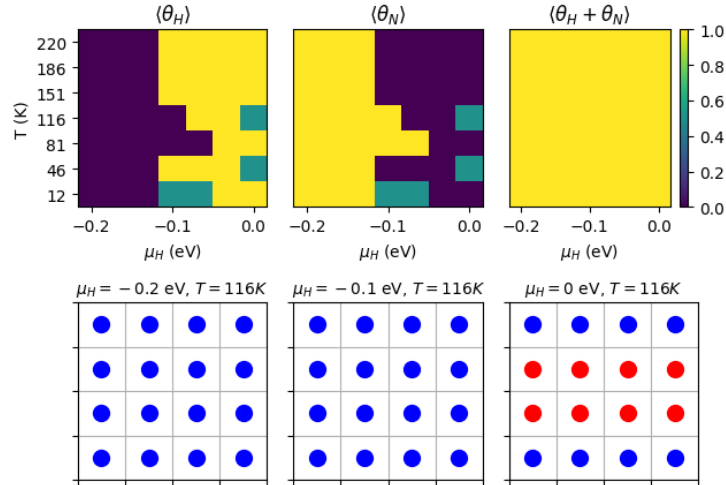 ⟨θ_H⟩ ⟨θ_N⟩ ⟨θ_H + θ_N⟩
T (K)
220
186
151
116
81
46
12
1.0
0.8
0.6
0.4
0.2
0.0
−0.2 −0.1 0.0 −0.2 −0.1 0.0 −0.2 −0.1 0.0
μ_H (eV) μ_H (eV) μ_H (eV)
μ_H = −0.2 eV, T = 116K μ_H = −0.1 eV, T = 116K μ_H = 0 eV, T = 116K